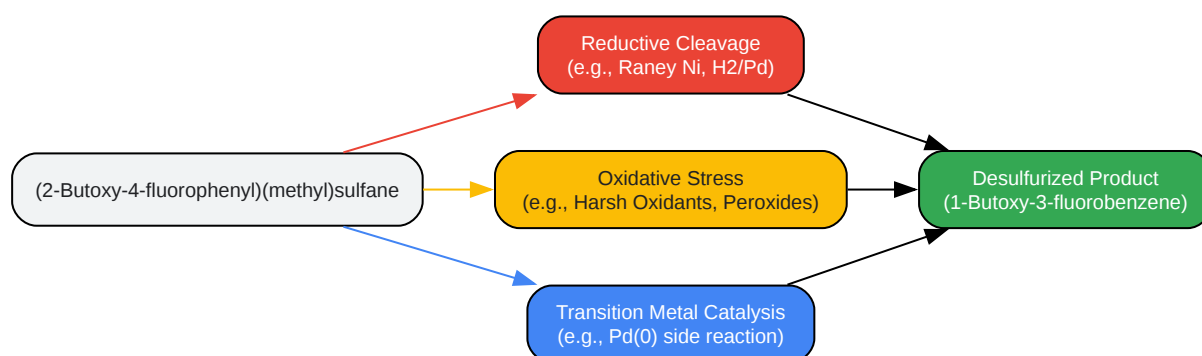 Reductive Cleavage
(e.g., Raney Ni, H2/Pd)
(2-Butoxy-4-fluorophenyl)(methyl)sulfane
Oxidative Stress
(e.g., Harsh Oxidants, Peroxides)
Desulfurized Product
(1-Butoxy-3-fluorobenzene)
Transition Metal Catalysis
(e.g., Pd(0) side reaction)